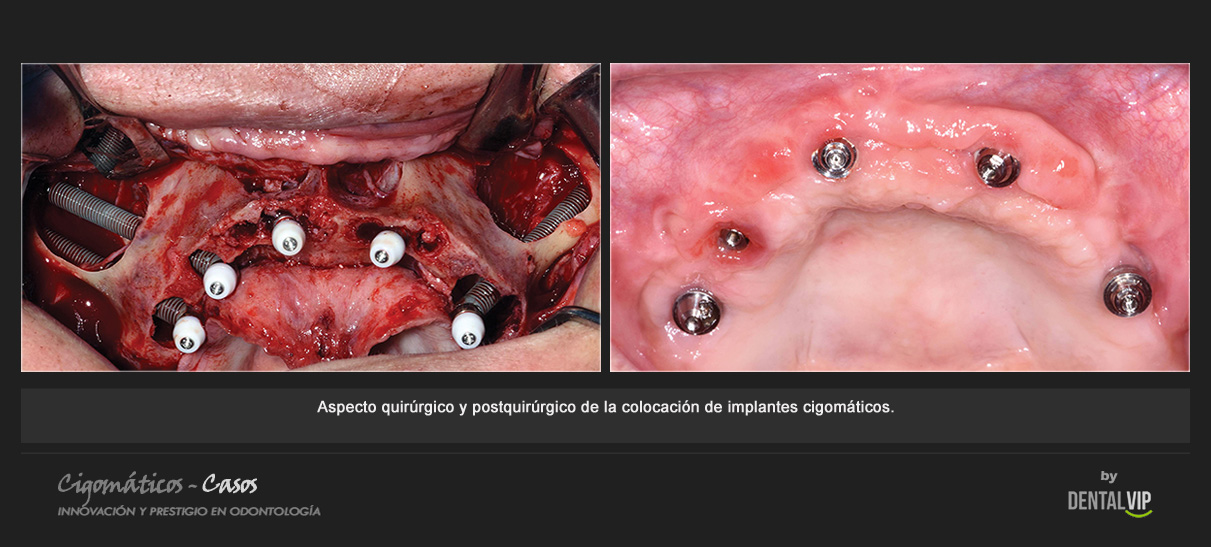 Aspecto quirúrgico y postquirúrgico de la colocación de implantes cigomáticos.
Cigomáticos - Casos
INNOVACIÓN Y PRESTIGIO EN ODONTOLOGÍA
by
DENTALVIP